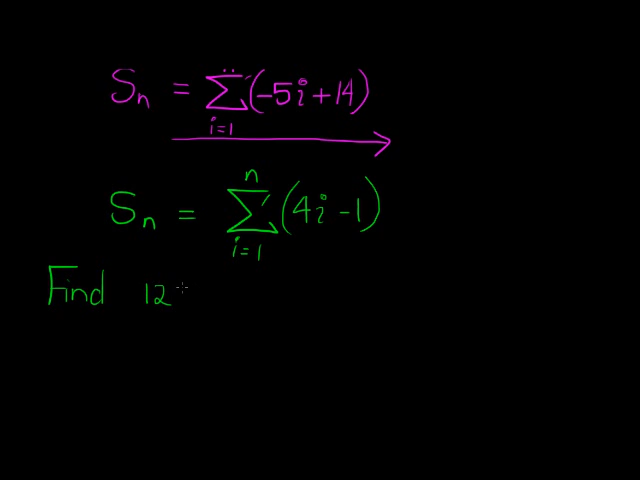 Sn = Σ i=1 (-5i+14)
Sn = n Σ i=1 (4i-1)
Find 12